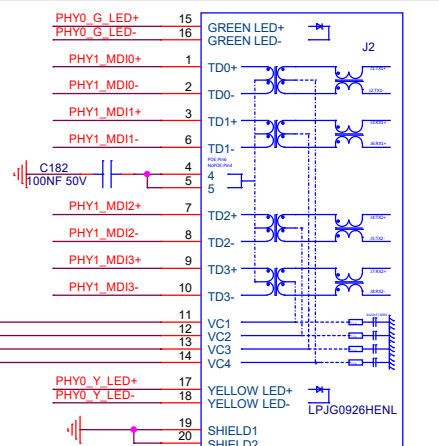 PHY0_G_LED+ 15 GREEN LED+
PHY0_G_LED- 16 GREEN LED-
J2
PHY1_MDI0+ 1 TD0+
PHY1_MDI0- 2 TD0-
PHY1_MDI1+ 3 TD1+
PHY1_MDI1- 6 TD1-
C182 4 4
100NF 50V 5 5
PHY1_MDI2+ 7 TD2+
PHY1_MDI2- 8 TD2-
PHY1_MDI3+ 9 TD3+
PHY1_MDI3- 10 TD3-
11 VC1
12 VC2
13 VC3
14 VC4
PHY0_Y_LED+ 17 YELLOW LED+
PHY0_Y_LED- 18 YELLOW LED-
LPJG0926HENL
19 SHIELD1
20 SHIELD2